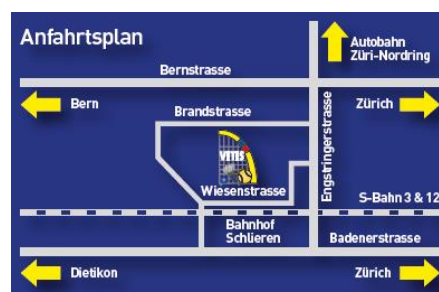 Anfahrtsplan
Autobahn
Züri-Nordring
Bernstrasse
Bern
Brandstrasse
Zürich
VITIS
Wiesenstrasse
Engstringerstrasse
S-Bahn 3 & 12
Bahnhof
Schlieren
Badenerstrasse
Dietikon
Zürich